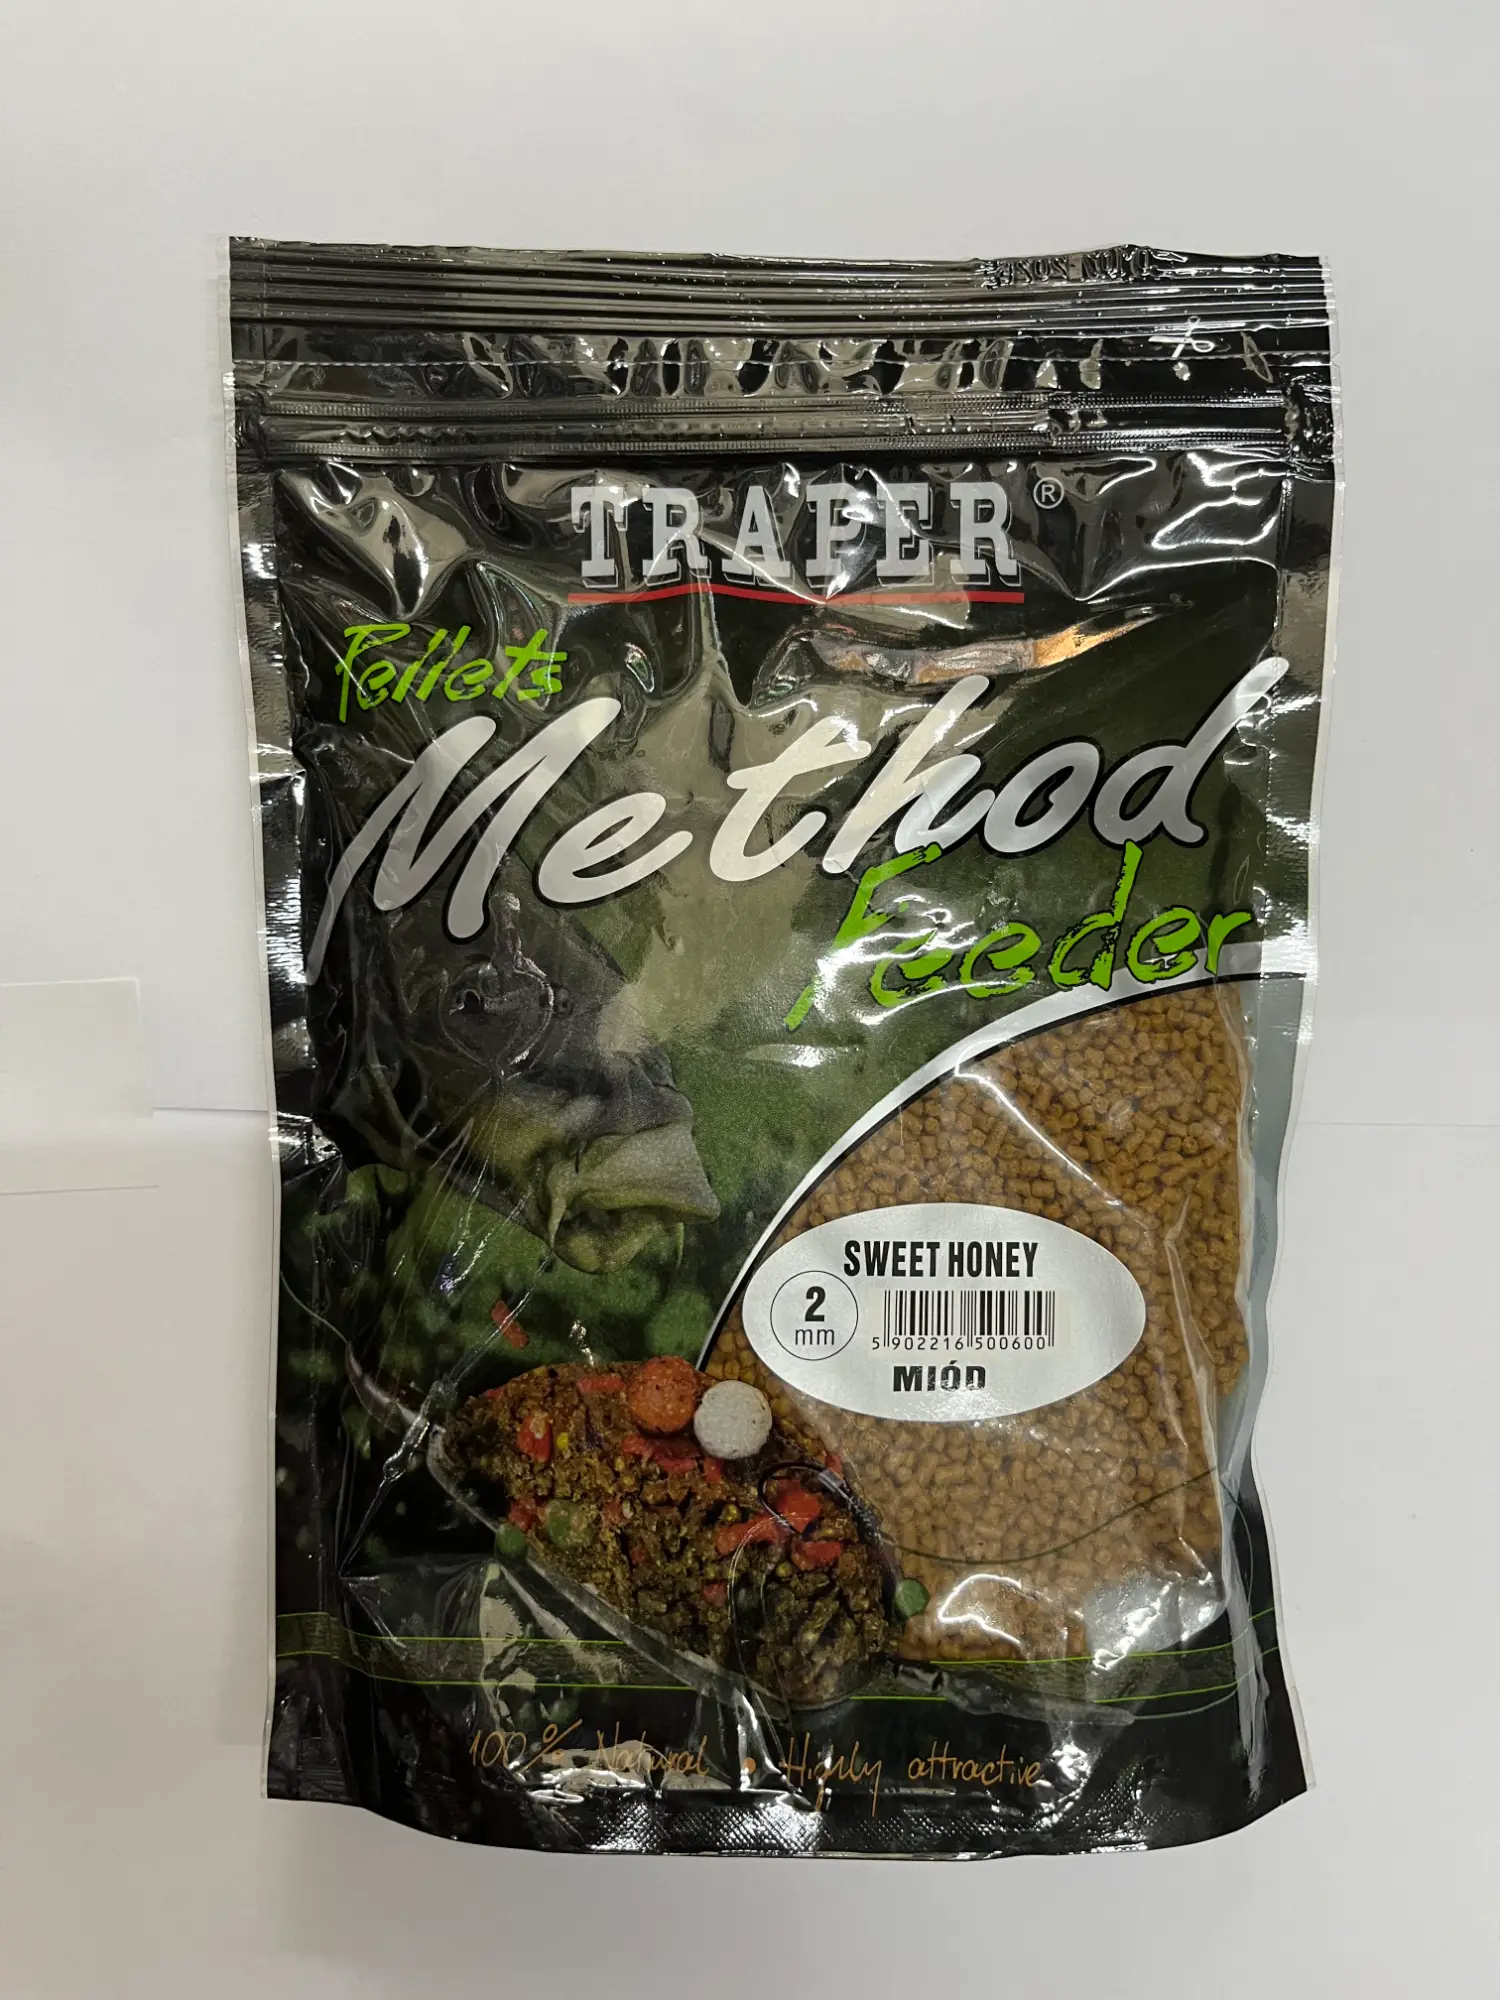 TRAPER ®
Pellets
Method
Feeder
SWEET HONEY
2
mm
5 902216 500600
MIÓD
100% Natural • Highly attractive